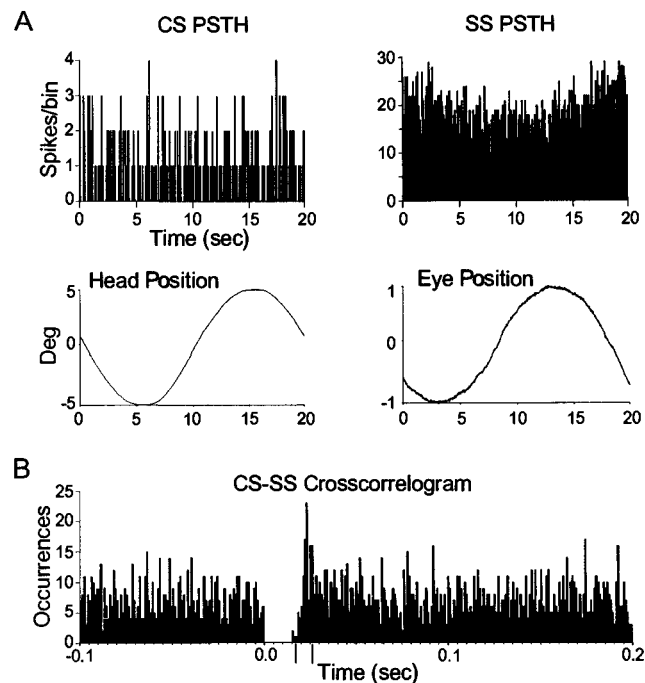 A
CS PSTH
SS PSTH
Spikes/bin
4
3
2
1
0
0 5 10 15 20
Time (sec)
30
20
10
0
0 5 10 15 20
Head Position
Deg
5
0
-5
0 5 10 15 20
Eye Position
1
0
-1
0 5 10 15 20
B
CS-SS Crosscorrelogram
Occurrences
25
20
15
10
5
0
-0.1 0.0 0.1 0.2
Time (sec)